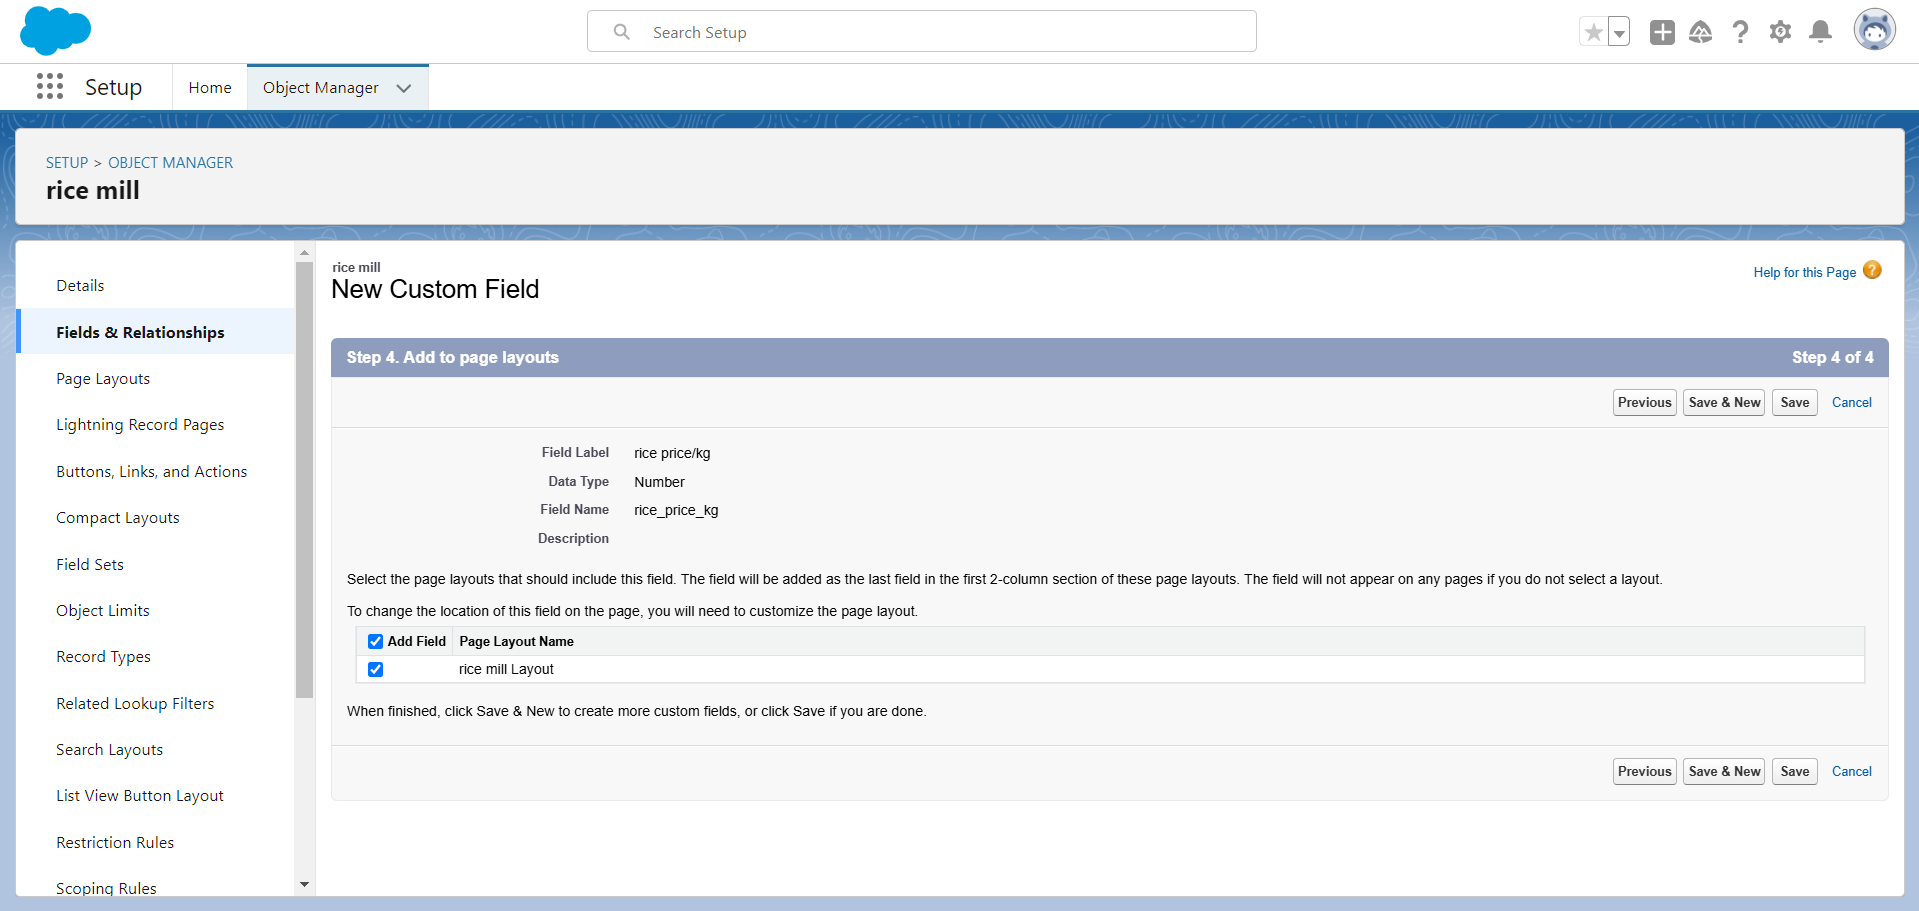 Search Setup
Setup
Home
Object Manager
SETUP > OBJECT MANAGER
rice mill
Details
Fields & Relationships
Page Layouts
Lightning Record Pages
Buttons, Links, and Actions
Compact Layouts
Field Sets
Object Limits
Record Types
Related Lookup Filters
Search Layouts
List View Button Layout
Restriction Rules
Scoping Rules
rice mill
New Custom Field
Help for this Page ?
Step 4. Add to page layouts Step 4 of 4
Previous Save & New Save Cancel
Field Label rice price/kg
Data Type Number
Field Name rice_price_kg
Description
Select the page layouts that should include this field. The field will be added as the last field in the first 2-column section of these page layouts. The field will not appear on any pages if you do not select a layout.
To change the location of this field on the page, you will need to customize the page layout.
Add Field Page Layout Name
rice mill Layout
When finished, click Save & New to create more custom fields, or click Save if you are done.
Previous Save & New Save Cancel